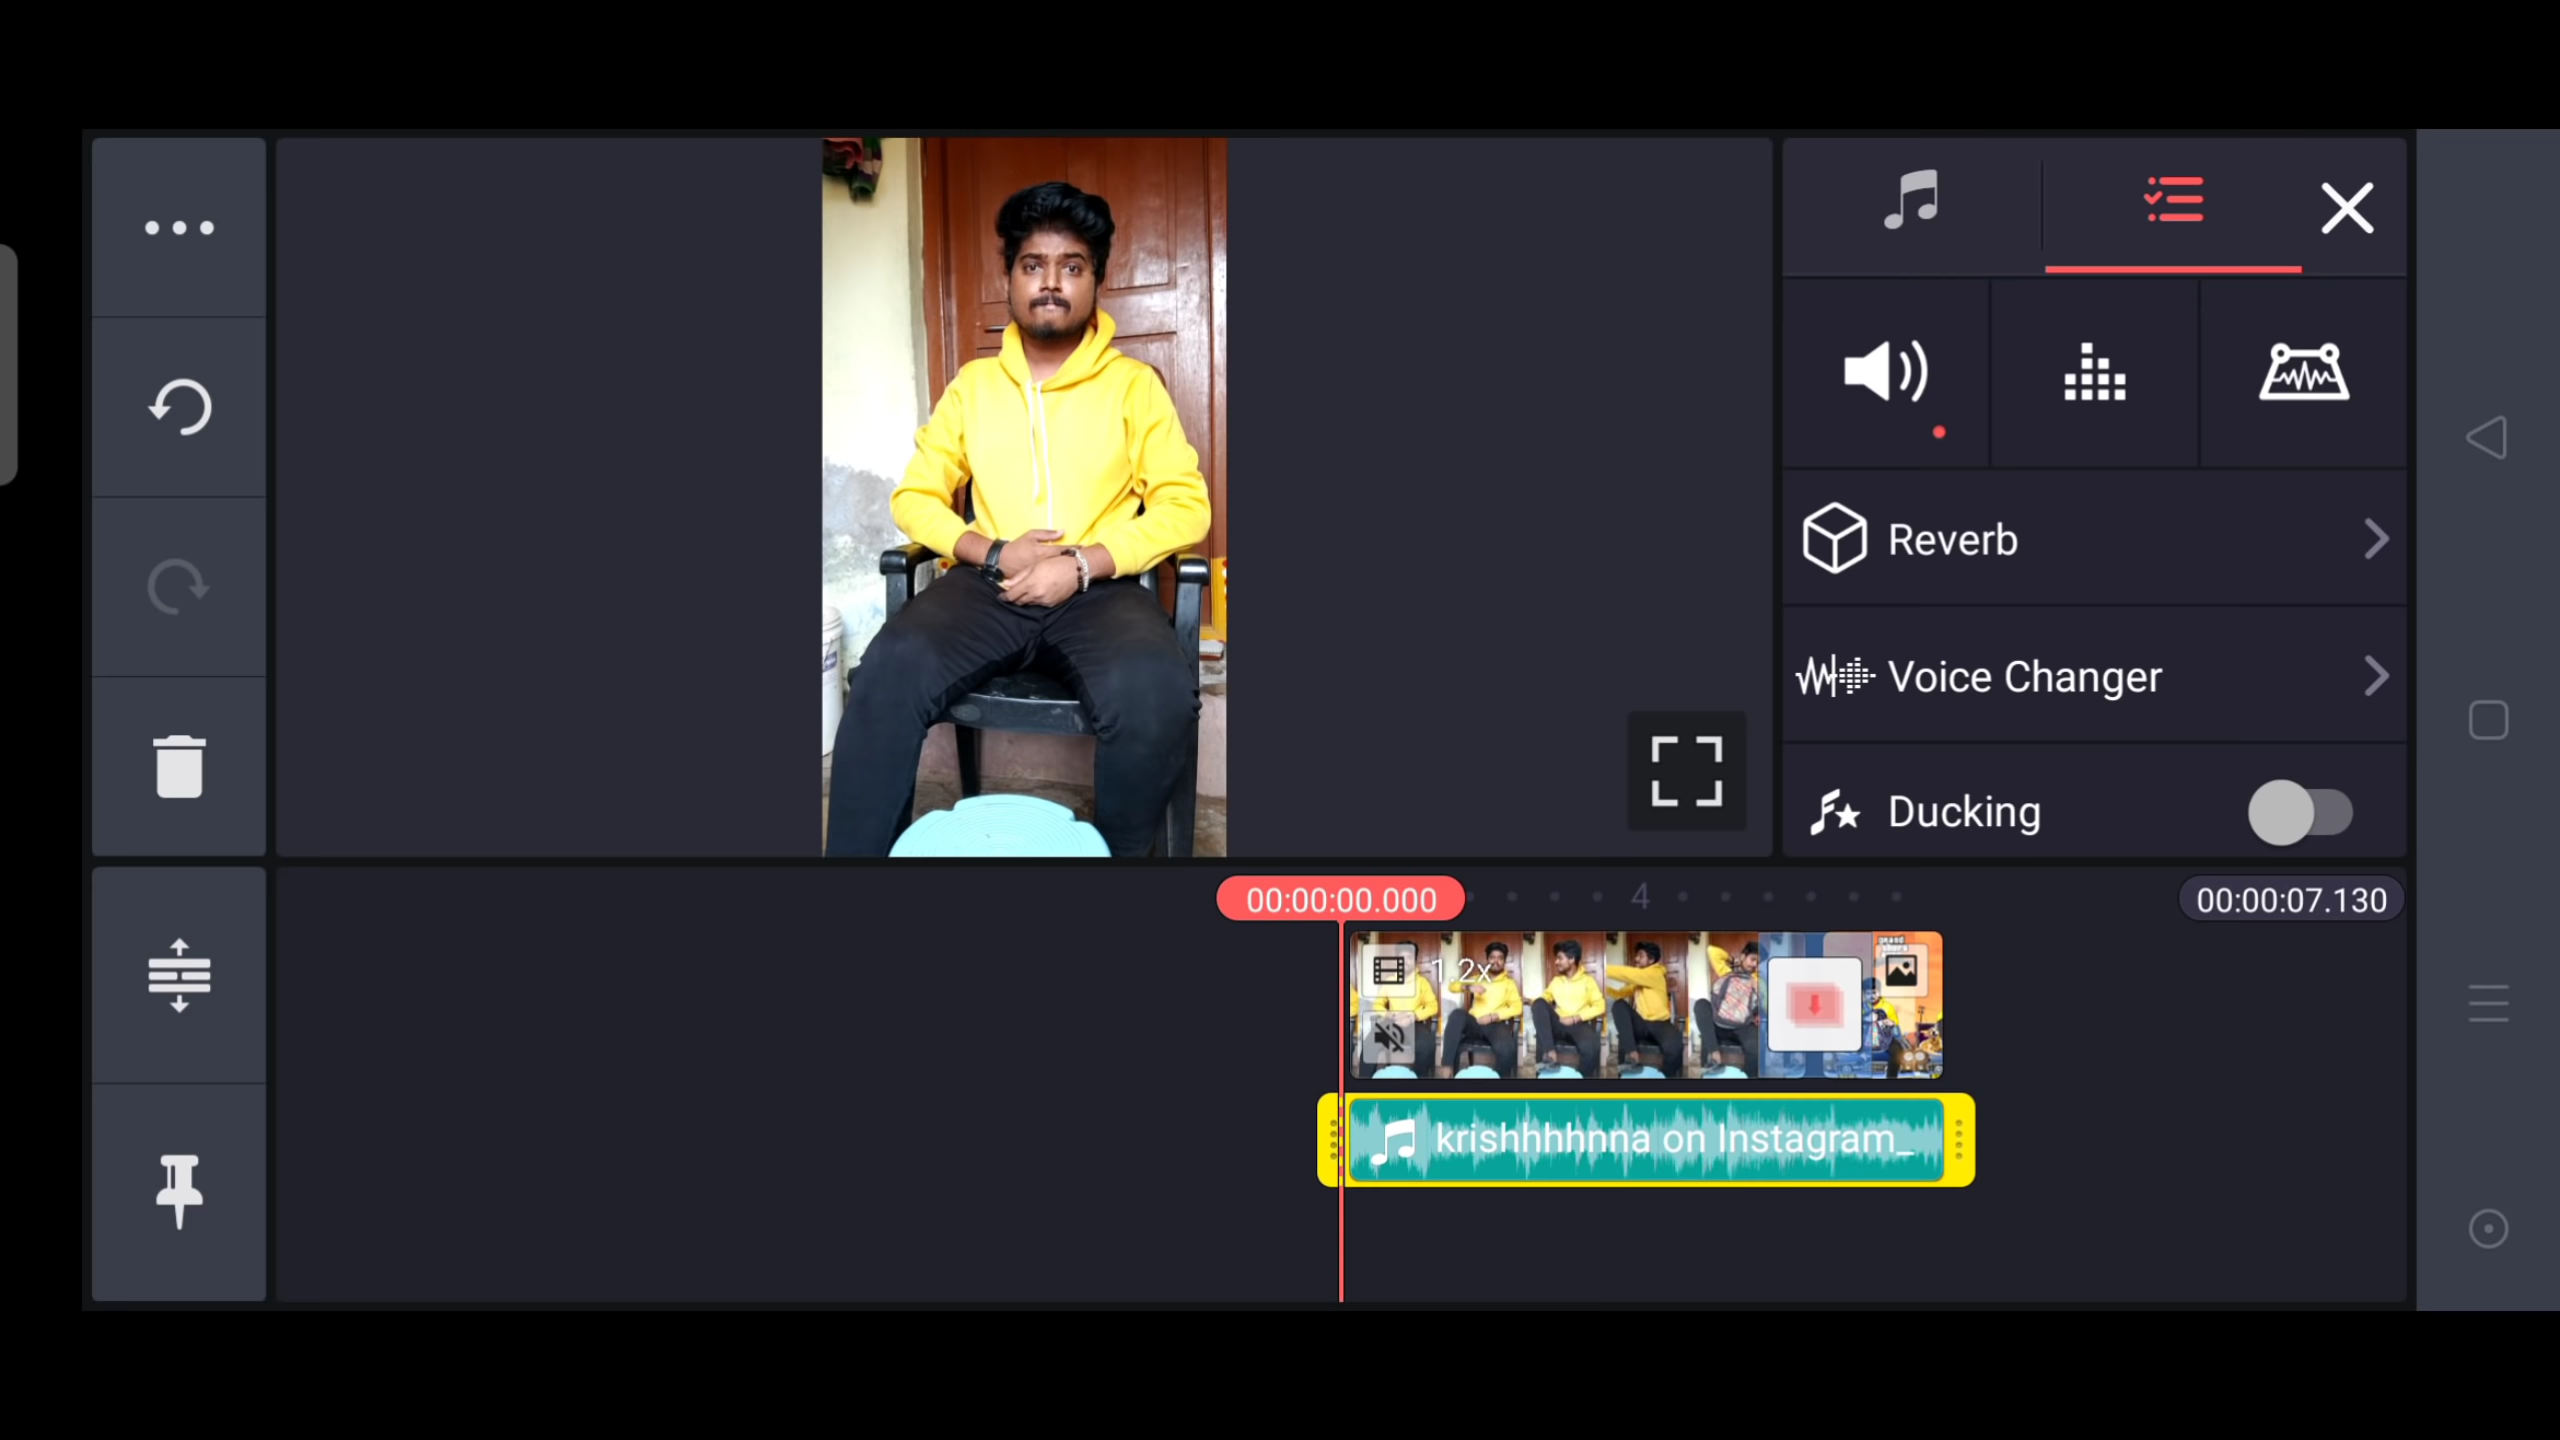 Reverb
Voice Changer
Ducking
00:00:00.000
4
00:00:07.130
1.2x
krishhhhnna on Instagram_